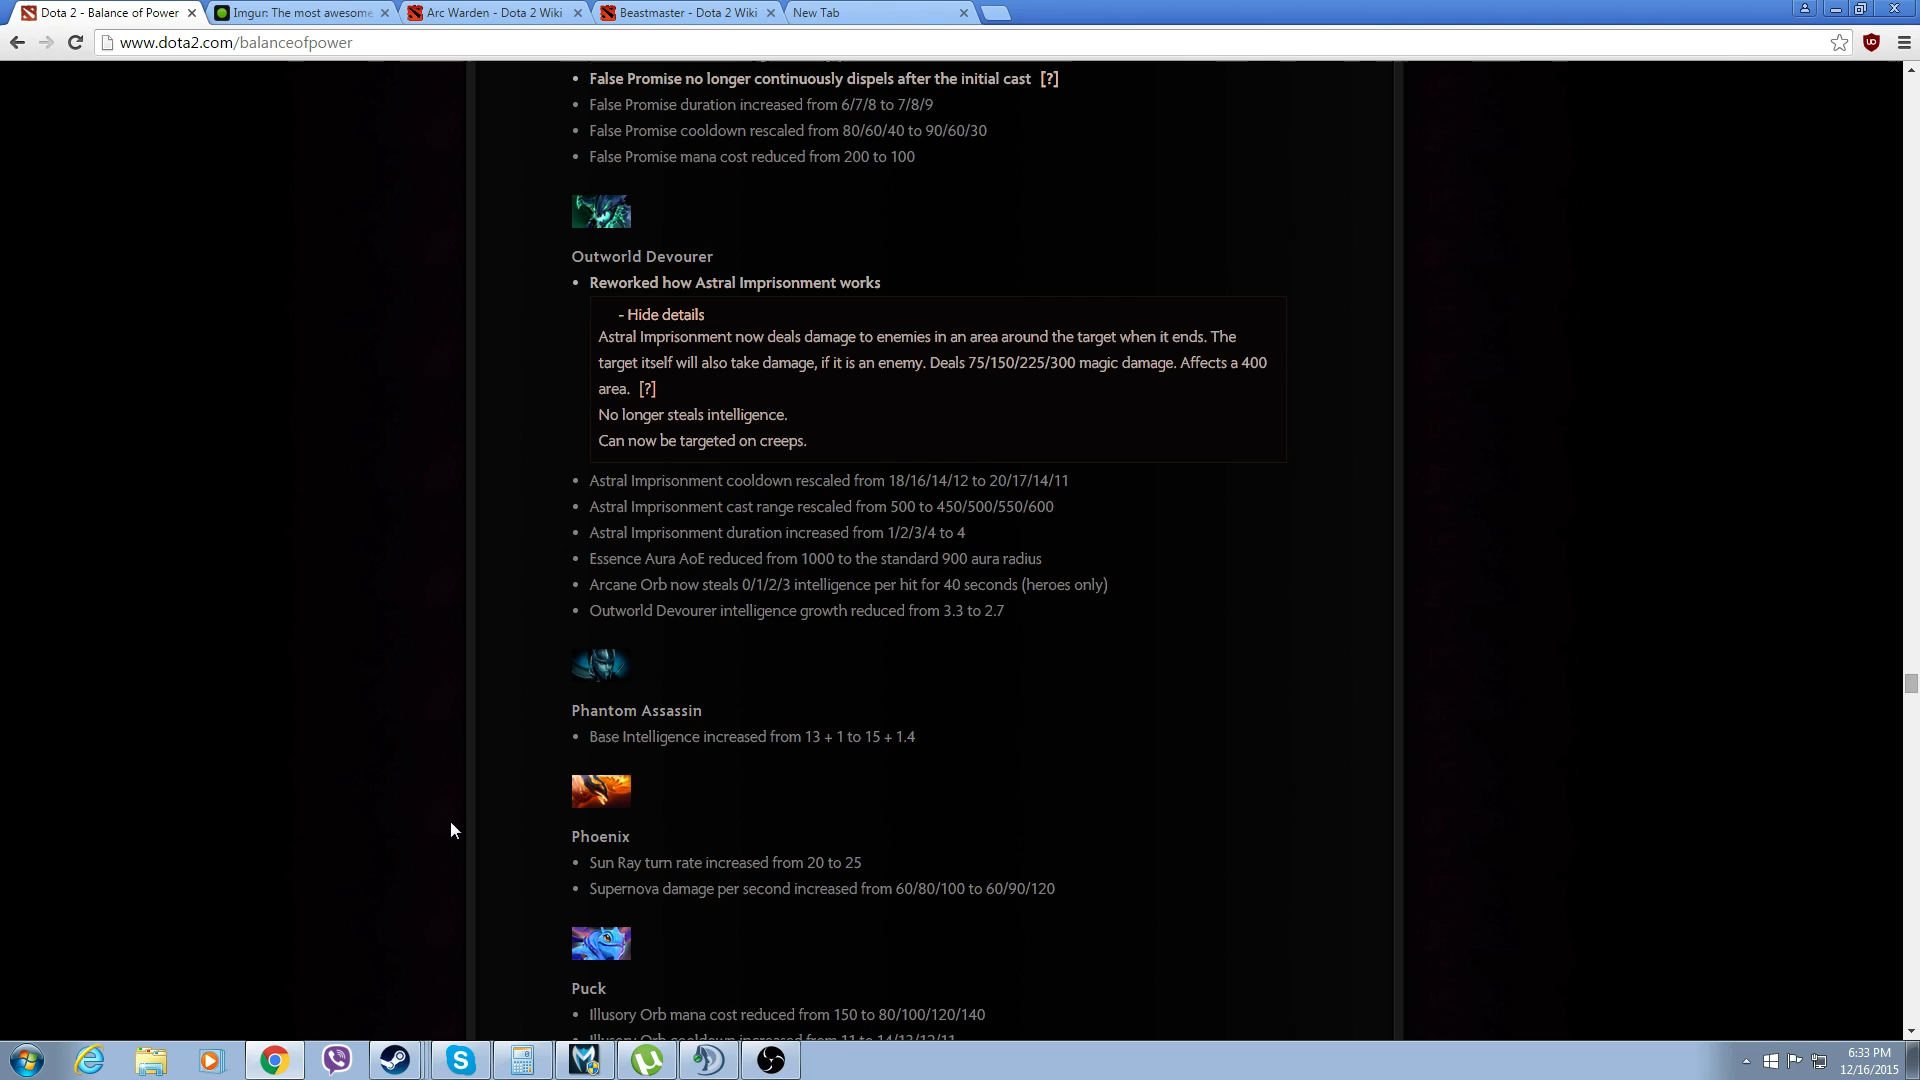 Dota 2 - Balance of Power
Imgur: The most awesome
Arc Warden - Dota 2 Wiki
Beastmaster - Dota 2 Wiki
New Tab
www.dota2.com/balanceofpower
• False Promise no longer continuously dispels after the initial cast [?]
• False Promise duration increased from 6/7/8 to 7/8/9
• False Promise cooldown rescaled from 80/60/40 to 90/60/30
• False Promise mana cost reduced from 200 to 100
Outworld Devourer
• Reworked how Astral Imprisonment works
- Hide details
Astral Imprisonment now deals damage to enemies in an area around the target when it ends. The
target itself will also take damage, if it is an enemy. Deals 75/150/225/300 magic damage. Affects a 400
area. [?]
No longer steals intelligence.
Can now be targeted on creeps.
• Astral Imprisonment cooldown rescaled from 18/16/14/12 to 20/17/14/11
• Astral Imprisonment cast range rescaled from 500 to 450/500/550/600
• Astral Imprisonment duration increased from 1/2/3/4 to 4
• Essence Aura AoE reduced from 1000 to the standard 900 aura radius
• Arcane Orb now steals 0/1/2/3 intelligence per hit for 40 seconds (heroes only)
• Outworld Devourer intelligence growth reduced from 3.3 to 2.7
Phantom Assassin
• Base Intelligence increased from 13 + 1 to 15 + 1.4
Phoenix
• Sun Ray turn rate increased from 20 to 25
• Supernova damage per second increased from 60/80/100 to 60/90/120
Puck
• Illusory Orb mana cost reduced from 150 to 80/100/120/140
• Illusory Orb cooldown increased from 11 to 14/13/12/11
6:33 PM
12/16/2015